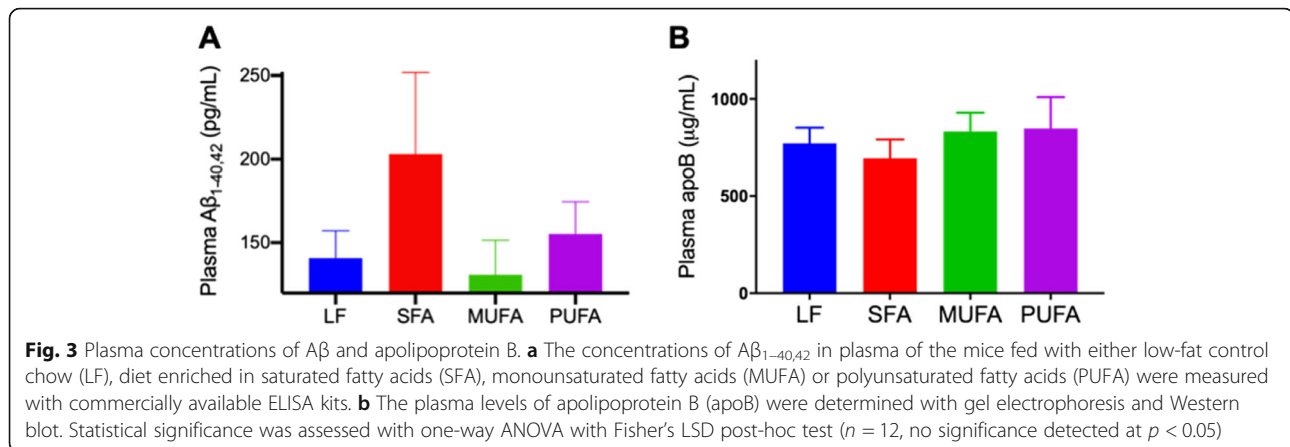 A
B
Plasma Aβ1-40,42 (pg/mL)
250
200
150
LF SFA MUFA PUFA
Plasma apoB (µg/mL)
1000
500
0
LF SFA MUFA PUFA
Fig. 3 Plasma concentrations of Aβ and apolipoprotein B. a The concentrations of Aβ1–40,42 in plasma of the mice fed with either low-fat control
chow (LF), diet enriched in saturated fatty acids (SFA), monounsaturated fatty acids (MUFA) or polyunsaturated fatty acids (PUFA) were measured
with commercially available ELISA kits. b The plasma levels of apolipoprotein B (apoB) were determined with gel electrophoresis and Western
blot. Statistical significance was assessed with one-way ANOVA with Fisher's LSD post-hoc test (n = 12, no significance detected at p < 0.05)